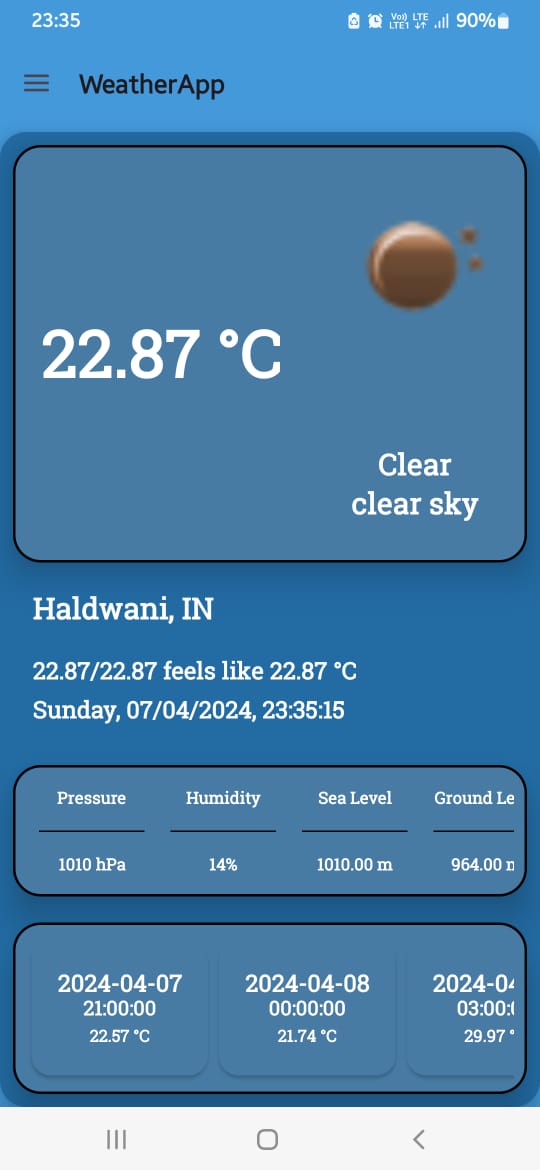 23:35
Vo)) LTE
LTE1
90%
WeatherApp
22.87 °C
Clear
clear sky
Haldwani, IN
22.87/22.87 feels like 22.87 °C
Sunday, 07/04/2024, 23:35:15
Pressure Humidity Sea Level Ground Le
1010 hPa 14% 1010.00 m 964.00
2024-04-07 2024-04-08 2024-04
21:00:00 00:00:00 03:00:
22.57 °C 21.74 °C 29.97 °